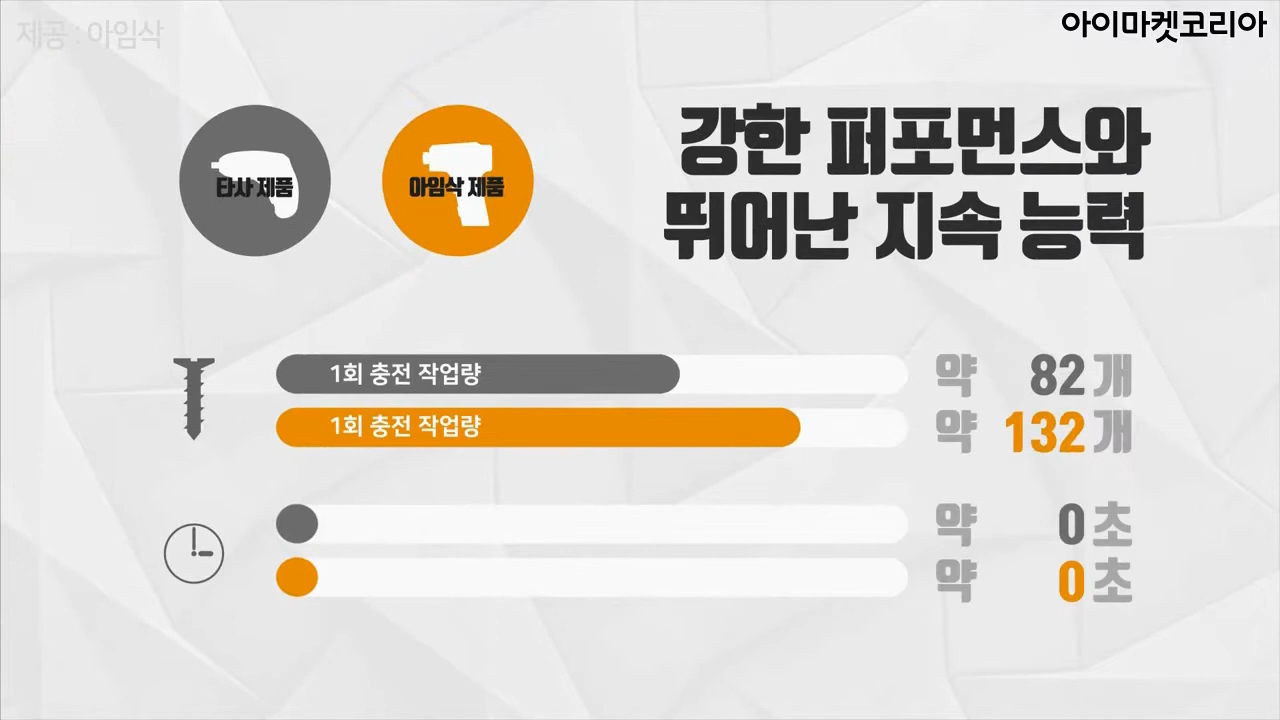 제공 : 아임삭
아이마켓코리아
타사 제품
아임삭 제품
강한 퍼포먼스와
뛰어난 지속 능력
1회 충전 작업량
약 82개
1회 충전 작업량
약 132개
약 0초
약 0초